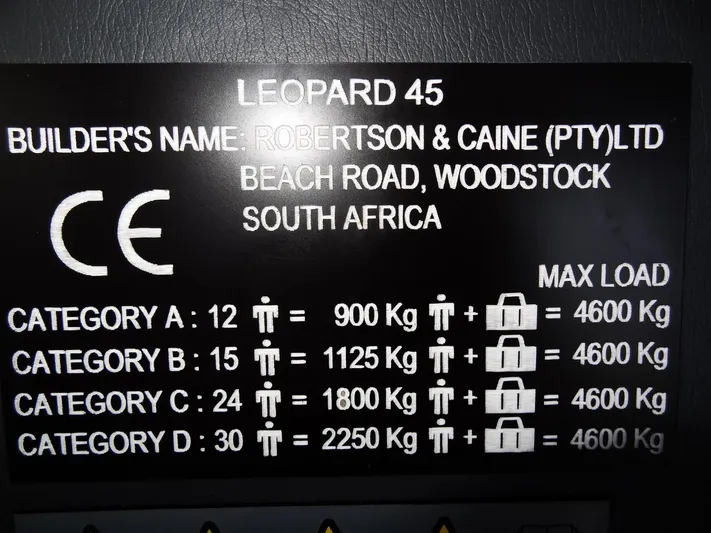 LEOPARD 45
BUILDER'S NAME: ROBERTSON & CAINE (PTY)LTD
BEACH ROAD, WOODSTOCK
SOUTH AFRICA
CE
MAX LOAD
CATEGORY A : 12 = 900 Kg + = 4600 Kg
CATEGORY B : 15 = 1125 Kg + = 4600 Kg
CATEGORY C : 24 = 1800 Kg + = 4600 Kg
CATEGORY D : 30 = 2250 Kg + = 4600 Kg